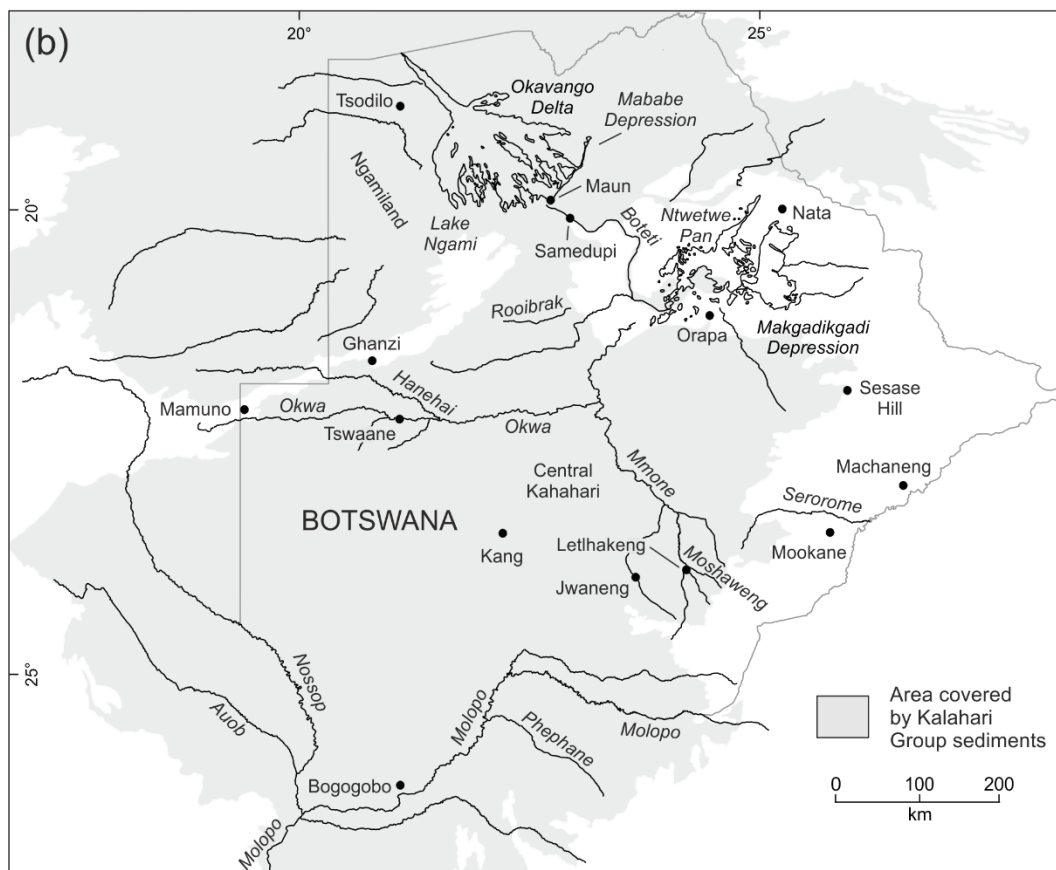 (b)
20°
25°
Tsodilo
Okavango
Delta
Mababe
Depression
Ngamiland
Maun
20°
Lake
Ngami
Boteti
Ntwetwe
Pan
Nata
Samedupi
Rooibrak
Orapa
Makgadikgadi
Depression
Ghanzi
Hanehai
Sesase
Hill
Mamuno
Okwa
Tswaane
Okwa
Mmone
Machaneng
Central
Kahahari
Serorome
BOTSWANA
Kang
Letlhakeng
Mookane
Moshaweng
Jwaneng
25°
Nossop
Auob
Molopo
Molopo
Phephane
Area covered
by Kalahari
Group sediments
Bogogobo
0 100 200
km
Molopo